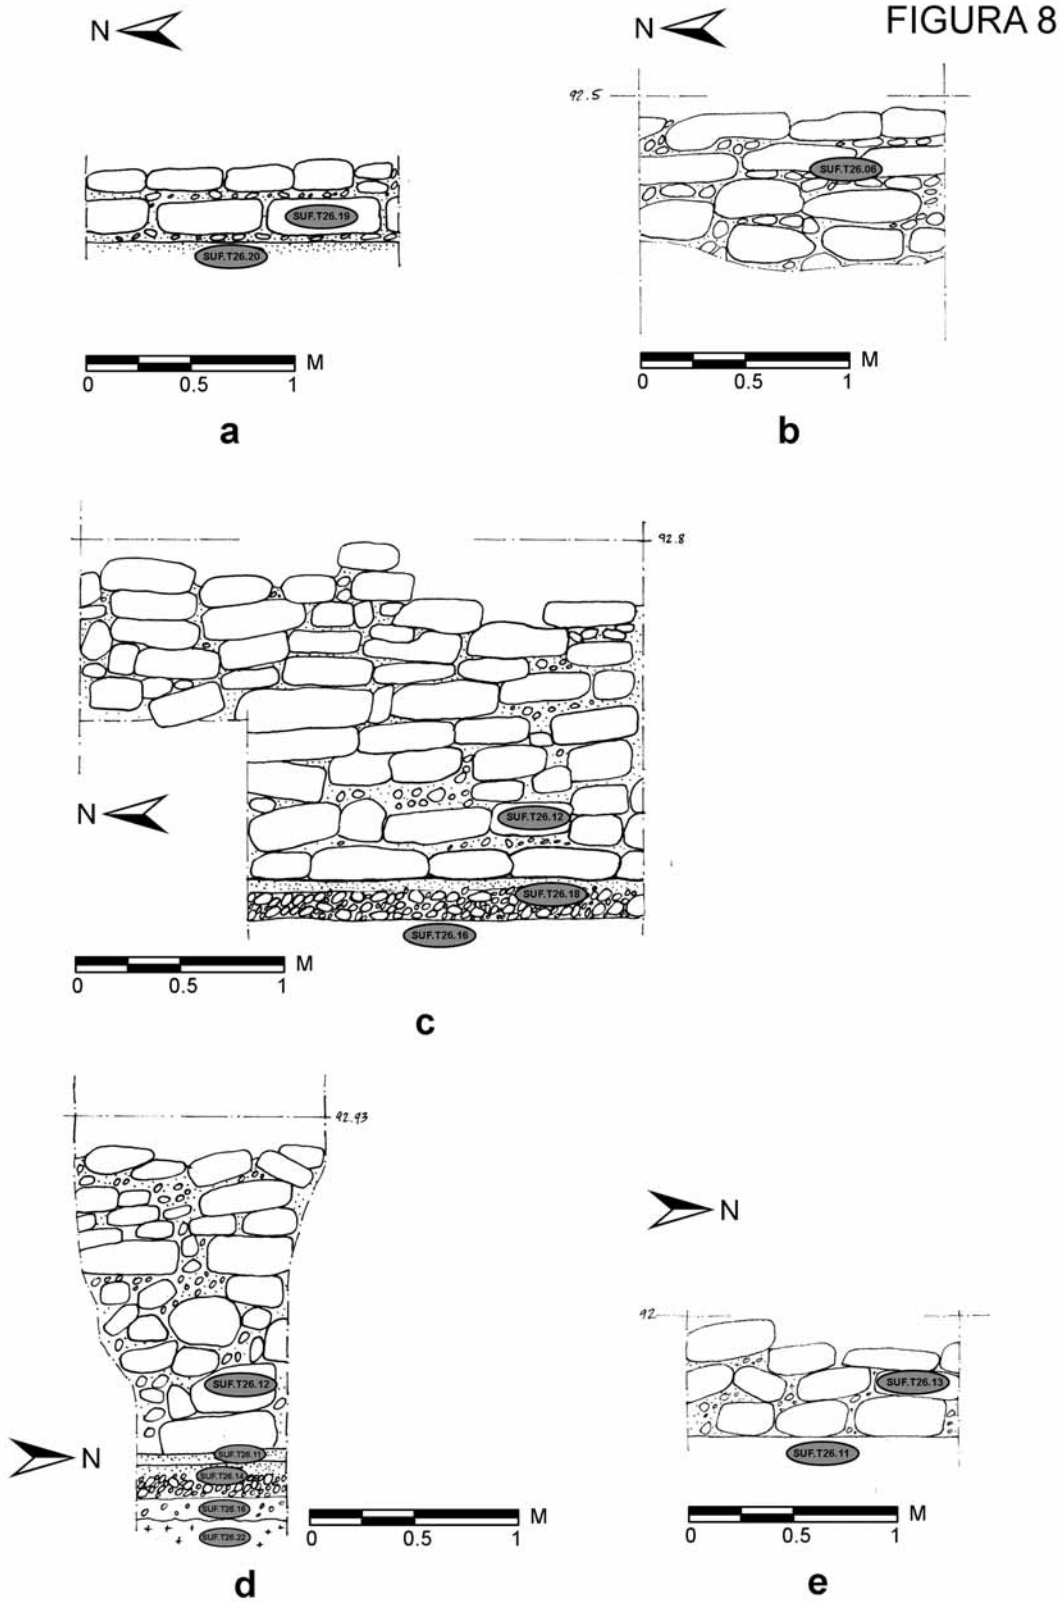 FIGURA 8
N
SUF.T26.19
SUF.T26.20
M
0 0.5 1
a
N
92.5
SUF.T26.06
M
0 0.5 1
b
92.8
N
SUF.T26.12
SUF.T26.18
SUF.T26.16
M
0 0.5 1
c
92.93
SUF.T26.12
SUF.T26.11
SUF.T26.14
SUF.T26.16
SUF.T26.22
N
M
0 0.5 1
d
N
92
SUF.T26.13
SUF.T26.11
M
0 0.5 1
e